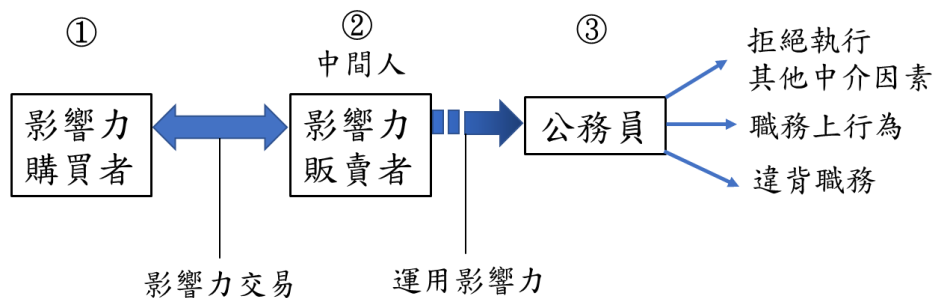 ①
②
③
中間人
影響力
購買者
影響力
販賣者
公務員
拒絕執行
其他中介因素
職務上行為
違背職務
影響力交易
運用影響力